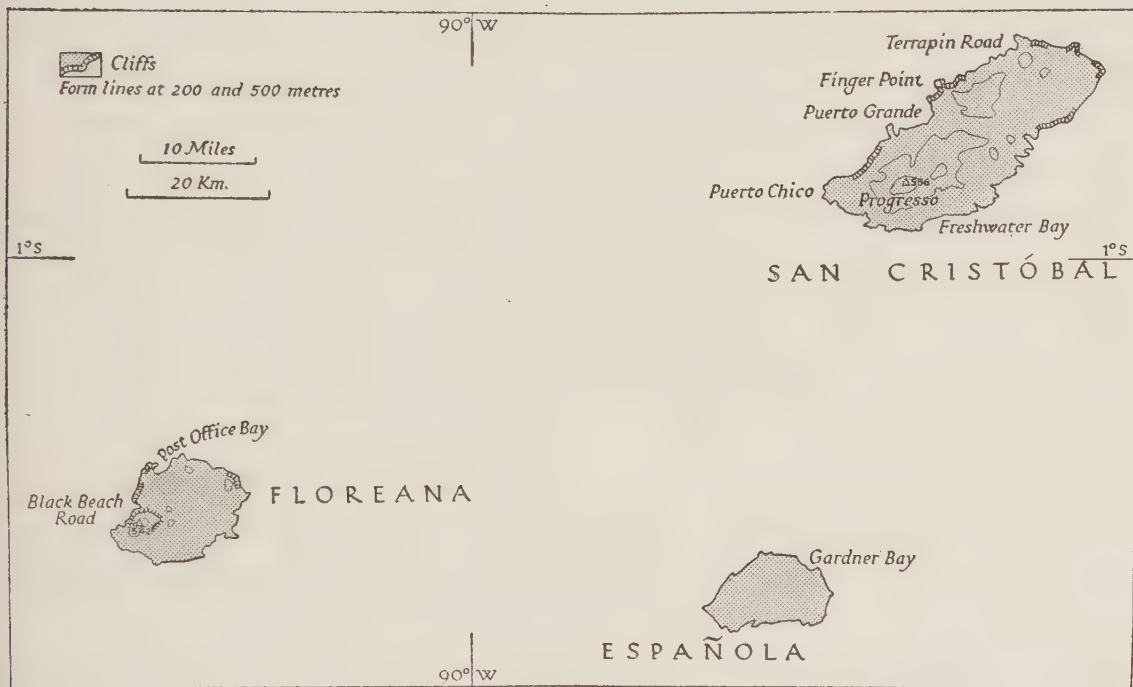 90° W
Cliffs
Form lines at 200 and 500 metres
10 Miles
20 Km.
Terrapin Road
Finger Point
Puerto Grande
Puerto Chico
Progresso
Freshwater Bay
1°S
1°S
SAN CRISTÓBAL
Post Office Bay
Black Beach
Road
FLOREANA
Gardner Bay
ESPAÑOLA
90° W